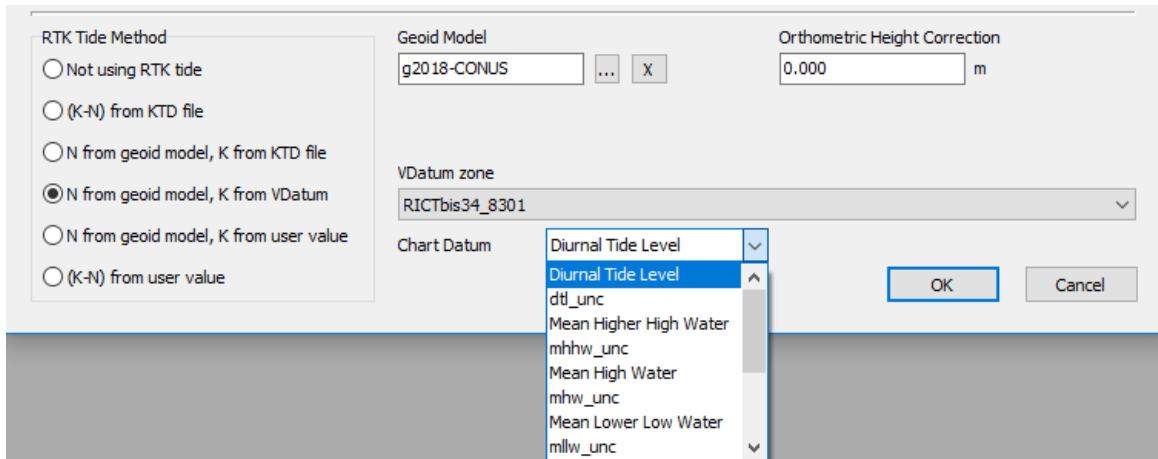 RTK Tide Method
Not using RTK tide
(K-N) from KTD file
N from geoid model, K from KTD file
N from geoid model, K from VDatum
N from geoid model, K from user value
(K-N) from user value
Geoid Model
g2018-CONUS
...
X
Orthometric Height Correction
0.000
m
VDatum zone
RICTbis34_8301
Chart Datum
Diurnal Tide Level
Diurnal Tide Level
dtl_unc
Mean Higher High Water
mhhw_unc
Mean High Water
mhw_unc
Mean Lower Low Water
mllw_unc
OK
Cancel